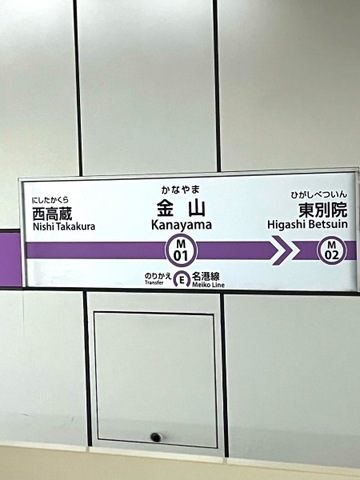 にしたかくら
西高蔵
Nishi Takakura
かなやま
金山
Kanayama
ひがしべついん
東別院
Higashi Betsuin
M
01
M
02
のりかえ
Transfer
E
名港線
Meiko Line